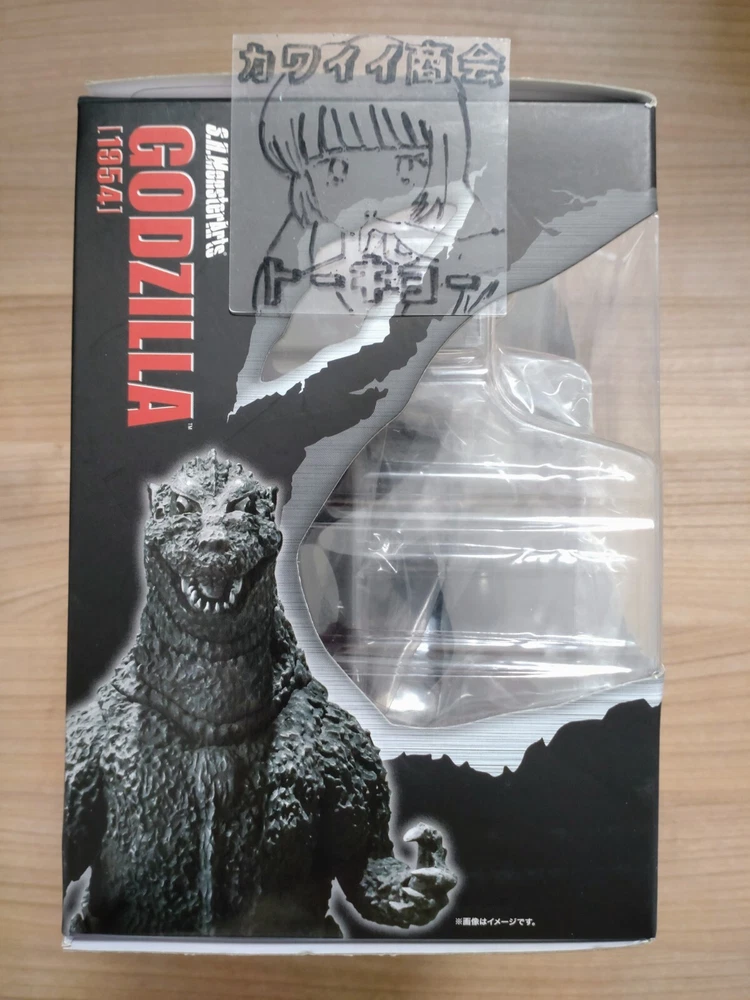 カワイイ商会
トーキョー
S.H.MonsterArts
GODZILLA™
[1954]
※画像はイメージです。